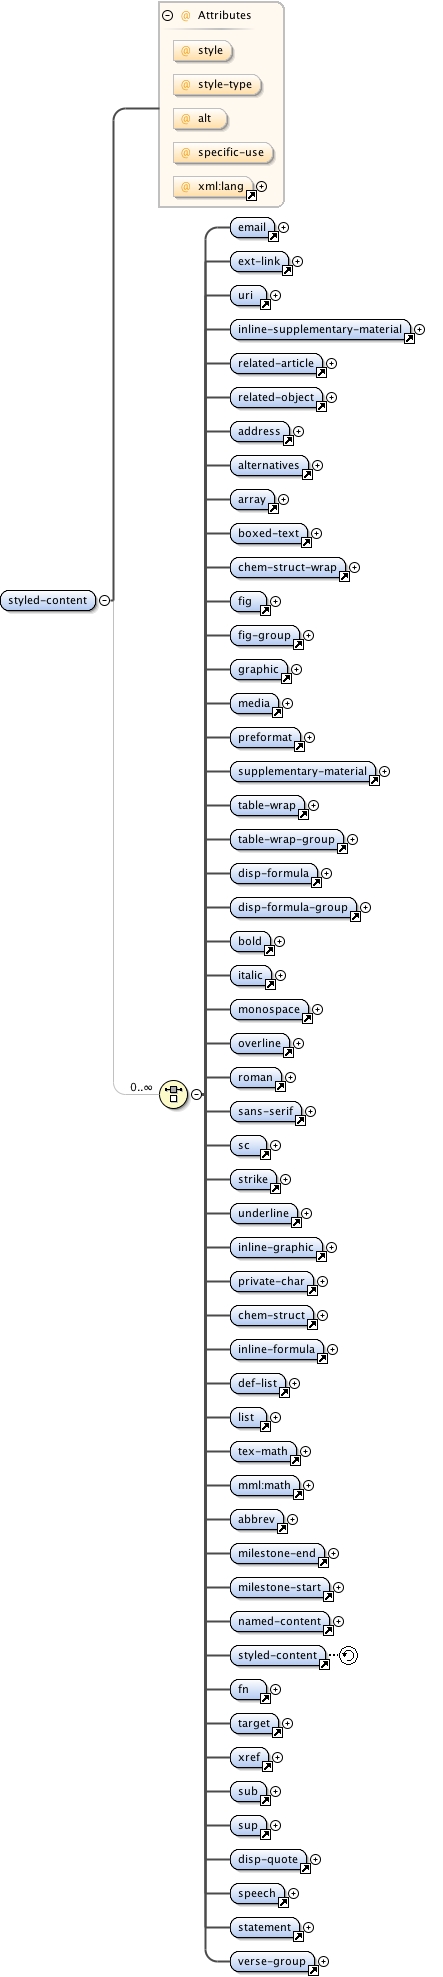 @ Attributes
@ style
@ style-type
@ alt
@ specific-use
@ xml:lang
email
ext-link
uri
inline-supplementary-material
related-article
related-object
address
alternatives
array
boxed-text
chem-struct-wrap
styled-content
fig
fig-group
graphic
media
preformat
supplementary-material
table-wrap
table-wrap-group
disp-formula
disp-formula-group
bold
italic
monospace
overline
roman
0..∞
sans-serif
sc
strike
underline
inline-graphic
private-char
chem-struct
inline-formula
def-list
list
tex-math
mml:math
abbrev
milestone-end
milestone-start
named-content
styled-content
fn
target
xref
sub
sup
disp-quote
speech
statement
verse-group